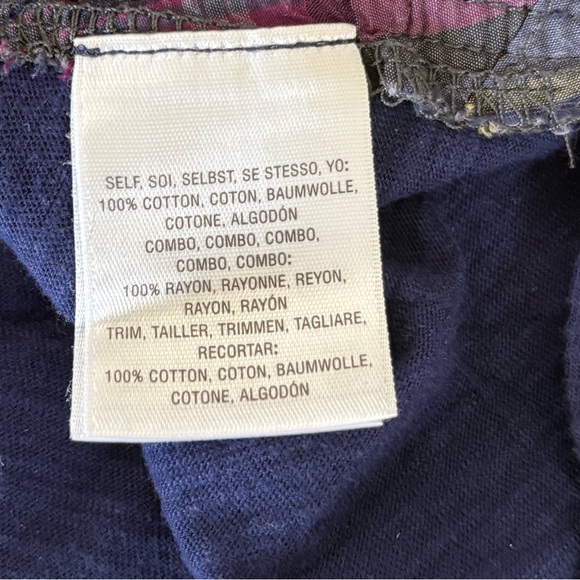 SELF, SOI, SELBST, SE STESSO, YO:
100% COTTON, COTON, BAUMWOLLE,
COTONE, ALGODÓN
COMBO, COMBO, COMBO,
COMBO, COMBO:
100% RAYON, RAYONNE, REYON,
RAYON, RAYÓN
TRIM, TAILLER, TRIMMEN, TAGLIARE,
RECORTAR:
100% COTTON, COTON, BAUMWOLLE,
COTONE, ALGODÓN